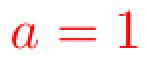 a = 1